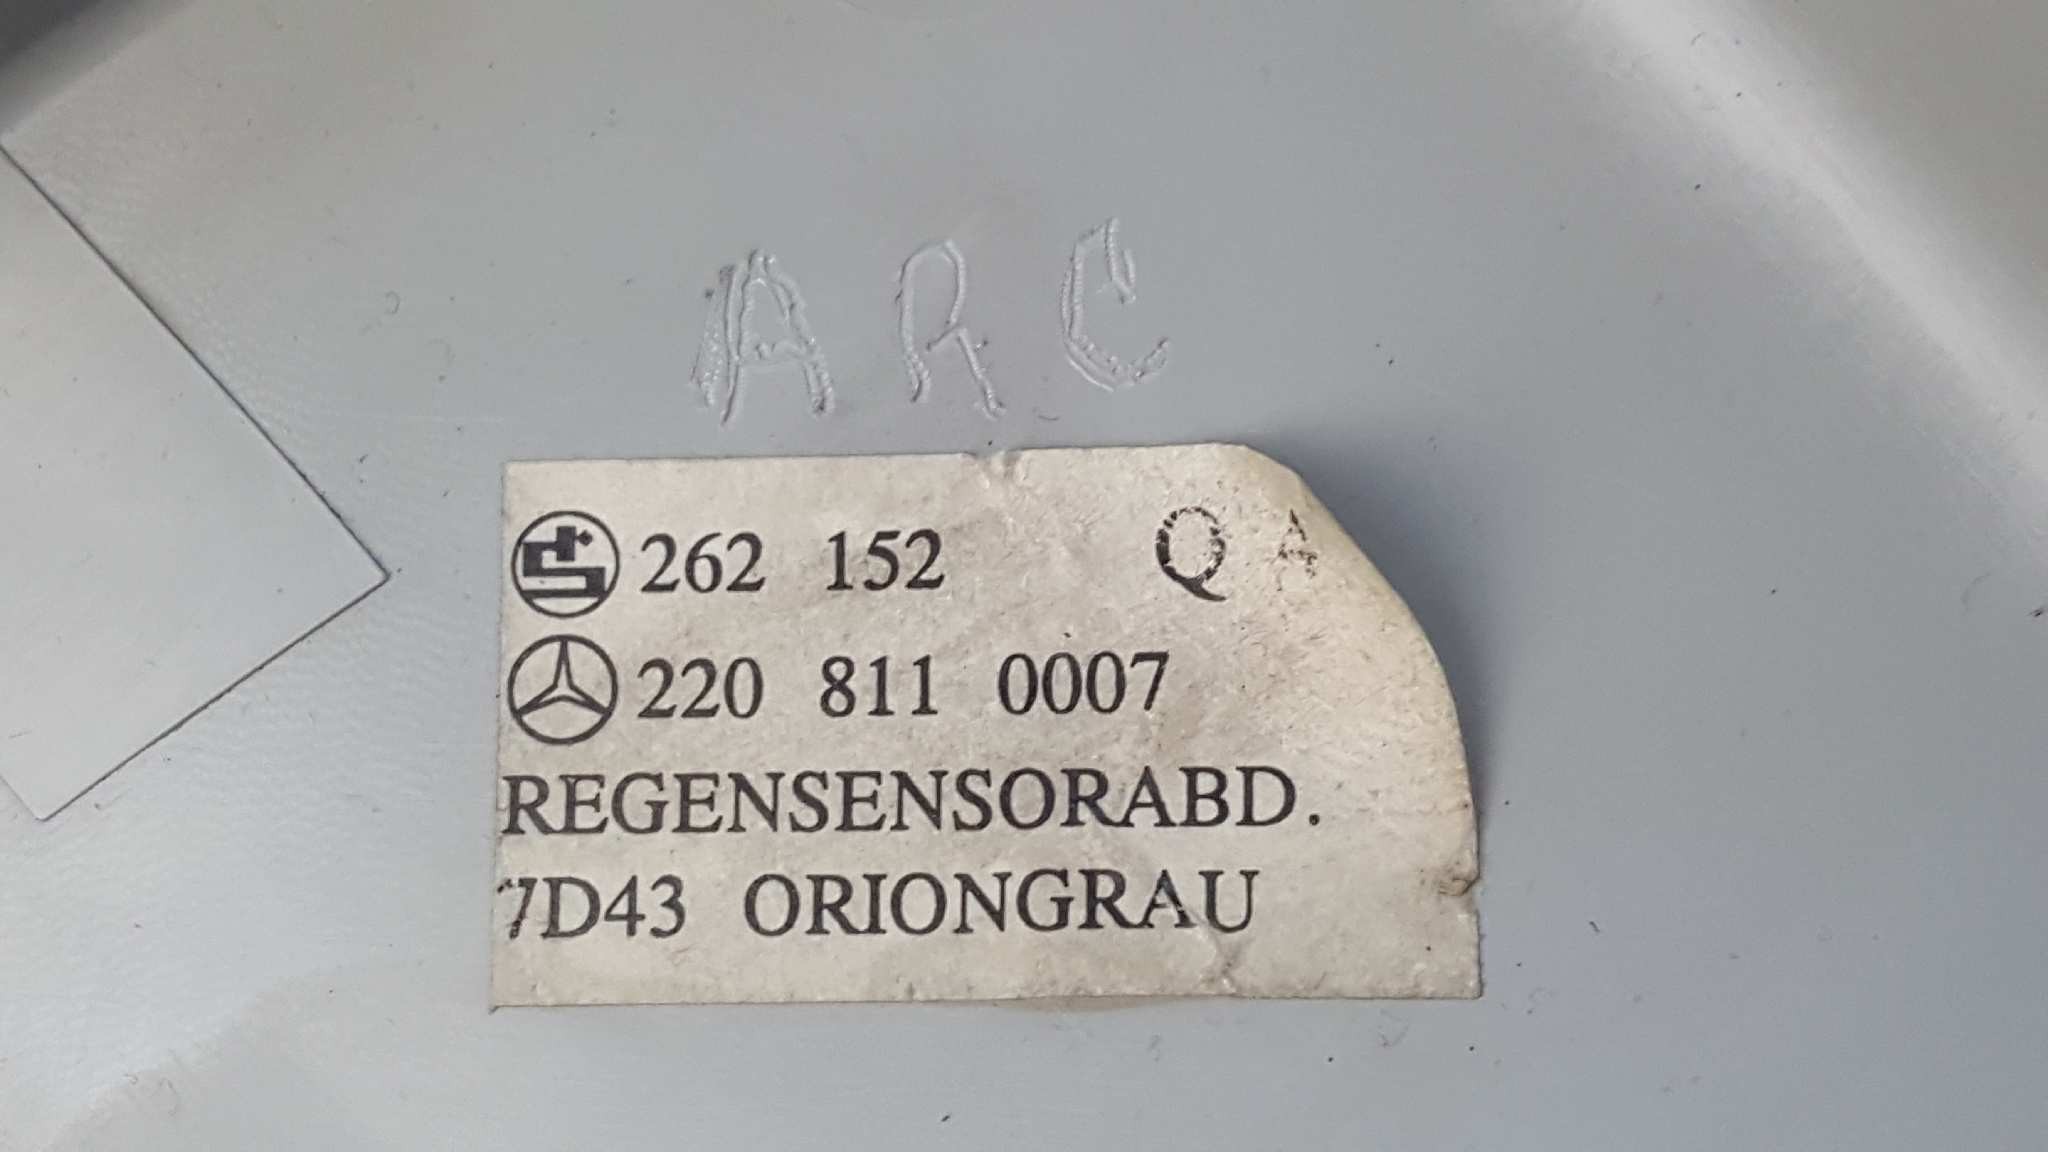 ARC
262 152 Q A
220 811 0007
REGENSENSORABD.
7D43 ORIONGRAU